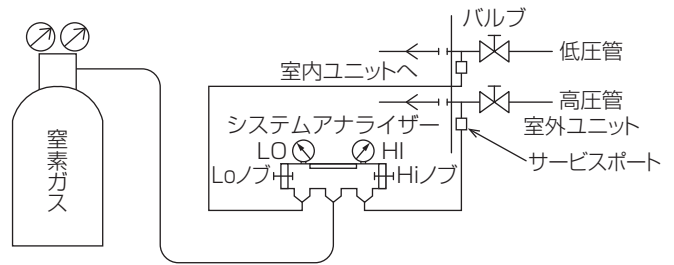 バルブ
低圧管
室内ユニットへ
高圧管
システムアナライザー
室外ユニット
LO
HI
サービスポート
Loノブ
Hiノブ
窒素ガス